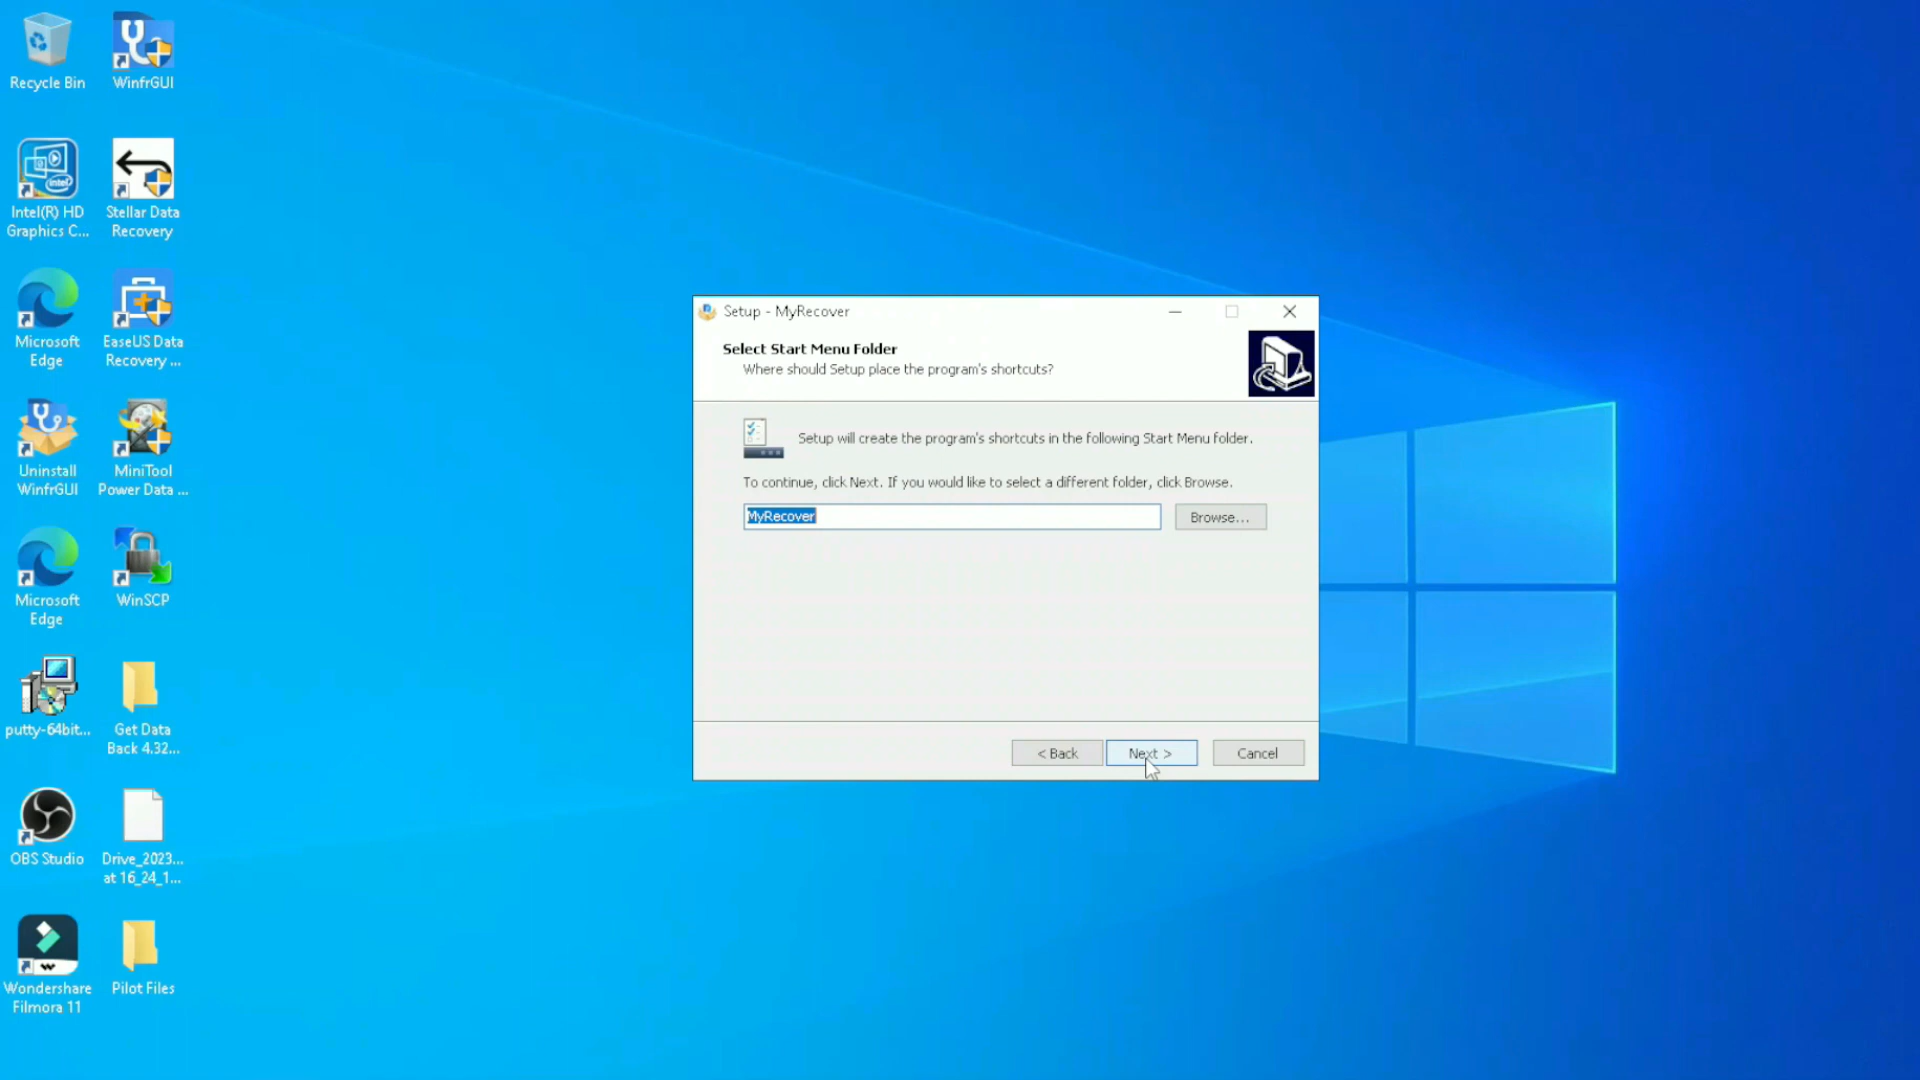 Recycle Bin
WinfrGUI
Intel(R) HD
Graphics C...
Stellar Data
Recovery
Microsoft
Edge
EaseUS Data
Recovery ...
Uninstall
WinfrGUI
MiniTool
Power Data ...
Microsoft
Edge
WinSCP
putty-64bit...
Get Data
Back 4.32...
OBS Studio
Drive_2023...
at 16_24_1...
Wondershare
Filmora 11
Pilot Files
Setup - MyRecover
Select Start Menu Folder
Where should Setup place the program's shortcuts?
Setup will create the program's shortcuts in the following Start Menu folder.
To continue, click Next. If you would like to select a different folder, click Browse.
MyRecover
Browse...
< Back
Next >
Cancel